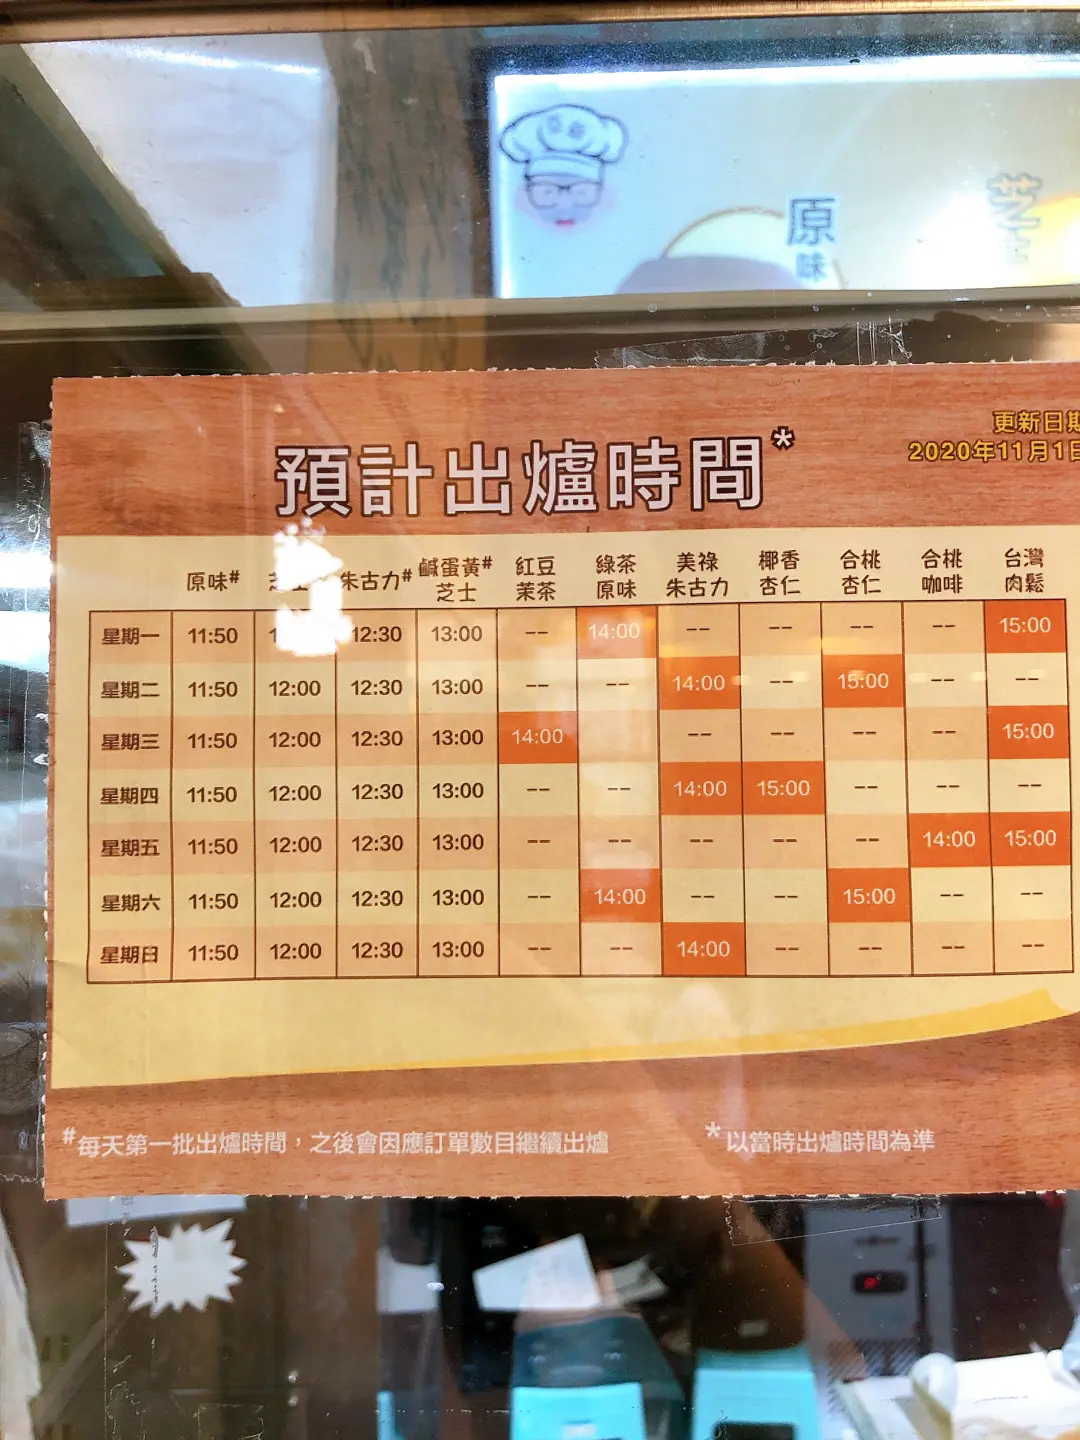 原味
芝士
更新日期
2020年11月1日
預計出爐時間*
原味# 芝士 朱古力# 鹹蛋黃#芝士 紅豆茉茶 綠茶原味 美祿朱古力 椰香杏仁 合桃杏仁 合桃咖啡 台灣肉鬆
星期一 11:50 12:30 13:00 -- 14:00 -- -- -- -- 15:00
星期二 11:50 12:00 12:30 13:00 -- -- 14:00 -- 15:00 -- --
星期三 11:50 12:00 12:30 13:00 14:00 -- -- -- -- 15:00
星期四 11:50 12:00 12:30 13:00 -- -- 14:00 15:00 -- -- --
星期五 11:50 12:00 12:30 13:00 -- -- -- -- -- 14:00 15:00
星期六 11:50 12:00 12:30 13:00 -- 14:00 -- -- 15:00 -- --
星期日 11:50 12:00 12:30 13:00 -- -- 14:00 -- -- -- --
#每天第一批出爐時間，之後會因應訂單數目繼續出爐
*以當時出爐時間為準